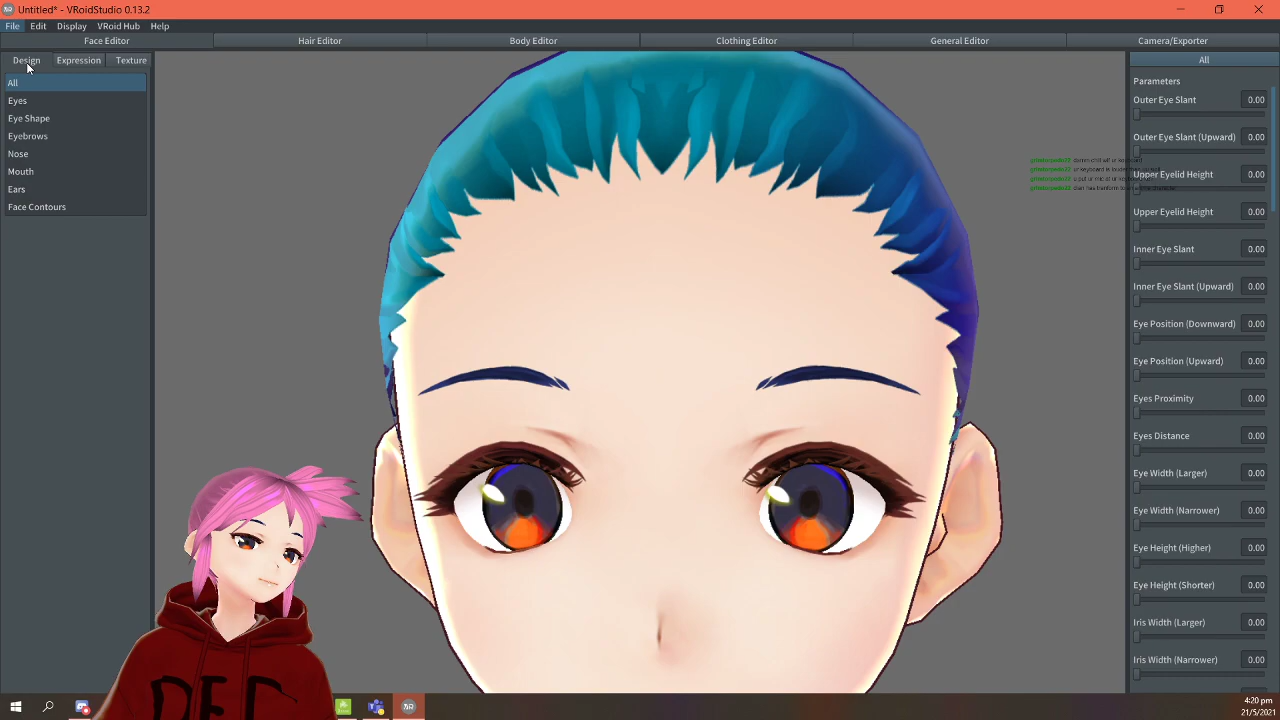 Untitled* - VRoidStudio 0.13.2
File Edit Display VRoid Hub Help
Face Editor Hair Editor Body Editor Clothing Editor General Editor Camera/Exporter
Design Expression Texture
All
Eyes
Eye Shape
Eyebrows
Nose
Mouth
Ears
Face Contours
All
Parameters
Outer Eye Slant 0.00
Outer Eye Slant (Upward) 0.00
Upper Eyelid Height 0.00
Upper Eyelid Height 0.00
Inner Eye Slant 0.00
Inner Eye Slant (Upward) 0.00
Eye Position (Downward) 0.00
Eye Position (Upward) 0.00
Eyes Proximity 0.00
Eyes Distance 0.00
Eye Width (Larger) 0.00
Eye Width (Narrower) 0.00
Eye Height (Higher) 0.00
Eye Height (Shorter) 0.00
Iris Width (Larger) 0.00
Iris Width (Narrower) 0.00
4:20 pm
21/5/2021